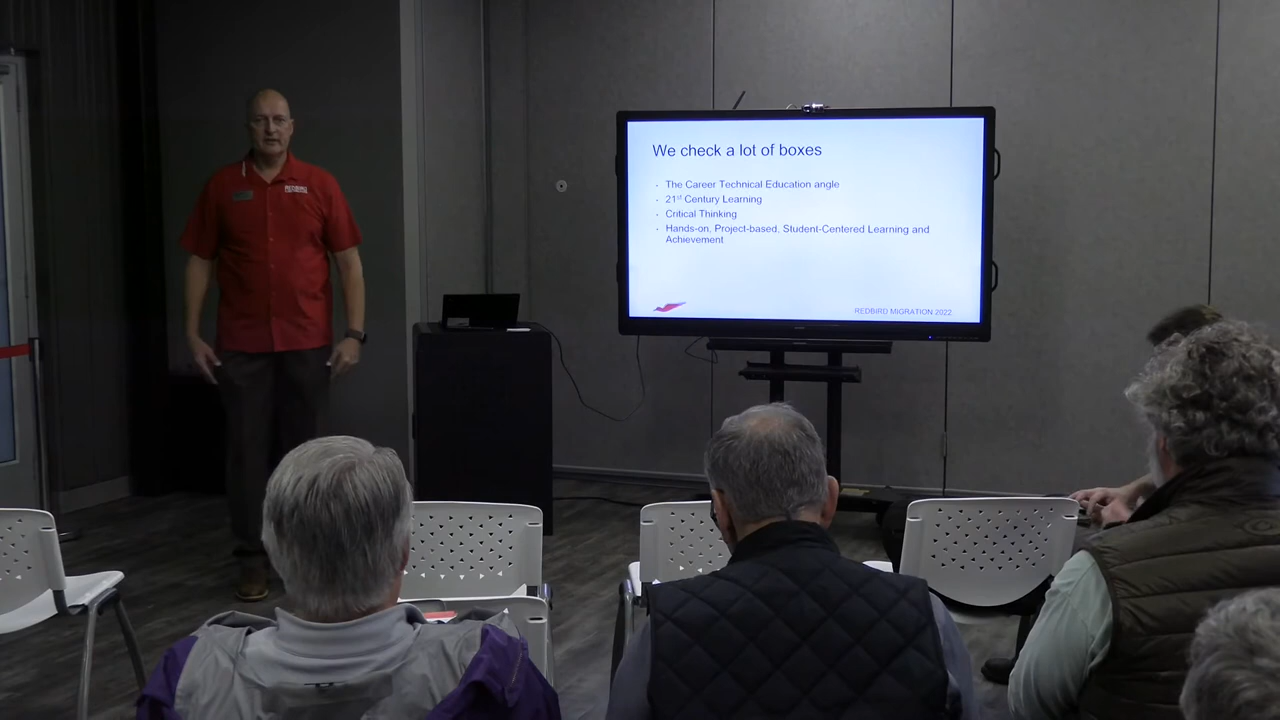 REDBIRD
We check a lot of boxes
- The Career Technical Education angle
- 21st Century Learning
- Critical Thinking
- Hands-on, Project-based, Student-Centered Learning and
Achievement
REDBIRD MIGRATION 2022